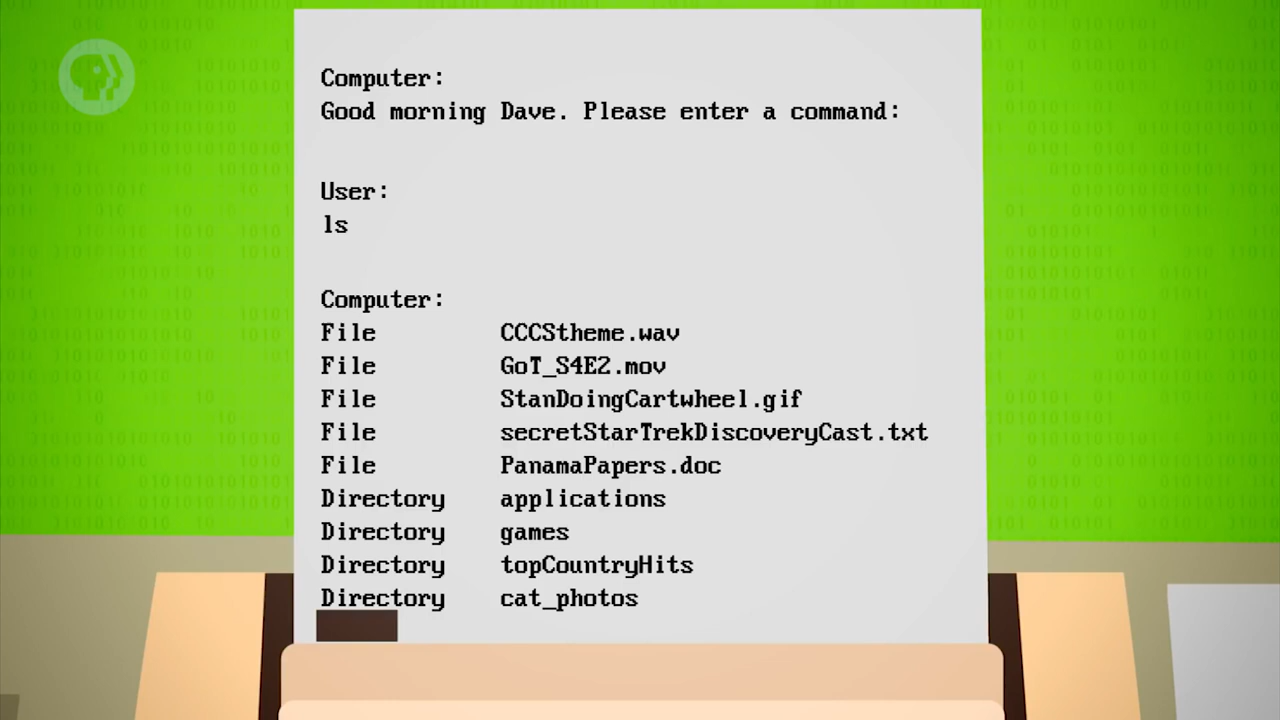 Computer:
Good morning Dave. Please enter a command:
User:
ls
Computer:
File CCCStheme.wav
File GoT_S4E2.mov
File StanDoingCartwheel.gif
File secretStarTrekDiscoveryCast.txt
File PanamaPapers.doc
Directory applications
Directory games
Directory topCountryHits
Directory cat_photos